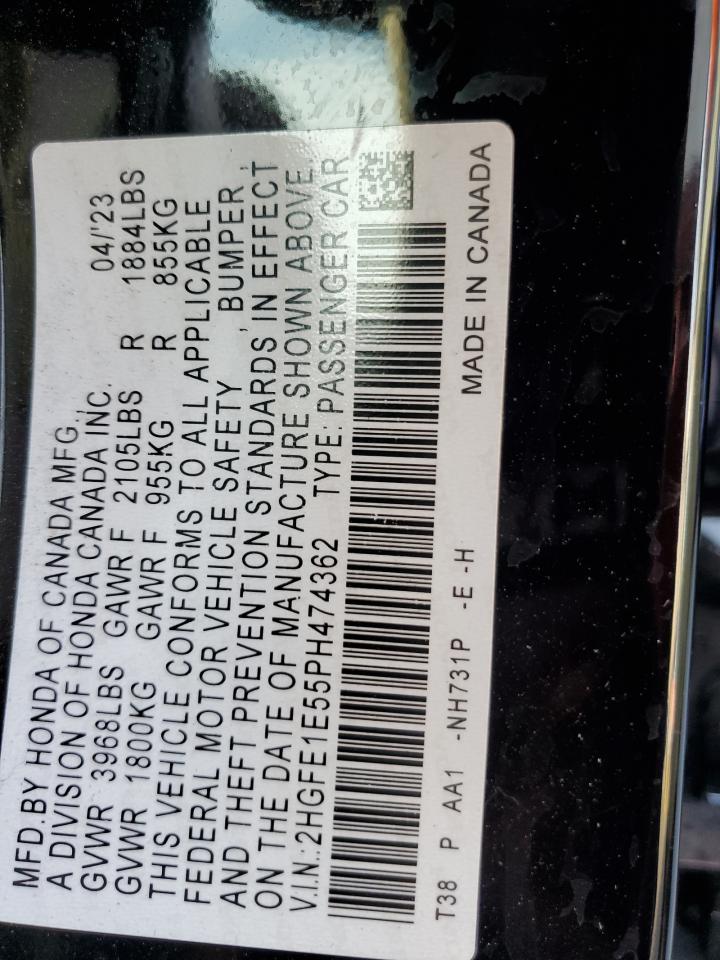 MFD.BY HONDA OF CANADA MFG.,
A DIVISION OF HONDA CANADA INC. 04/'23
GVWR 3968LBS GAWR F 2105LBS R 1884LBS
GVWR 1800KG GAWR F 955KG R 855KG
THIS VEHICLE CONFORMS TO ALL APPLICABLE
FEDERAL MOTOR VEHICLE SAFETY, BUMPER,
AND THEFT PREVENTION STANDARDS IN EFFECT
ON THE DATE OF MANUFACTURE SHOWN ABOVE.
V.I.N.:2HGFE1E55PH474362 TYPE: PASSENGER CAR
T38 P AA1 -NH731P -E -H MADE IN CANADA